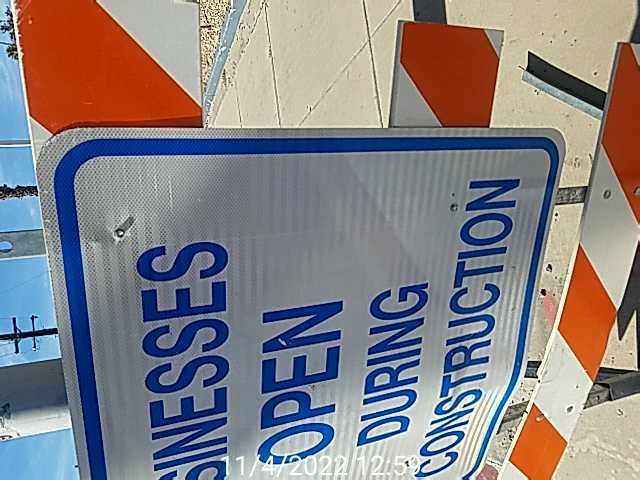 SINESSES
OPEN
DURING
CONSTRUCTION
11/4/2022 12:59